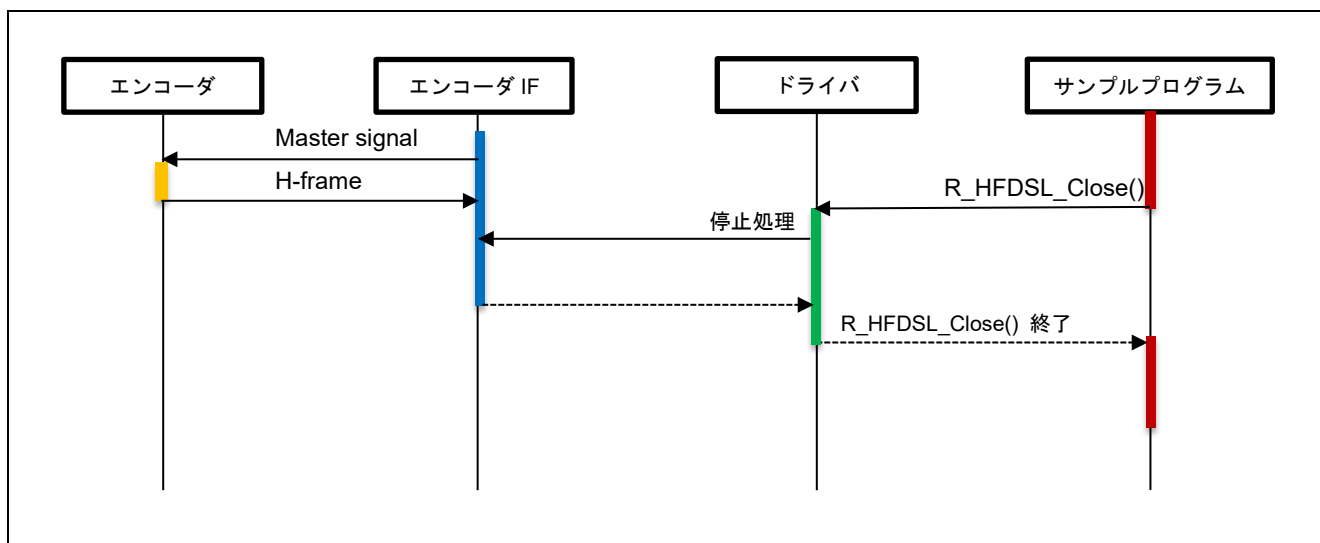 エンコーダ
エンコーダ IF
ドライバ
サンプルプログラム
Master signal
H-frame
R_HFDSL_Close()
停止処理
R_HFDSL_Close() 終了